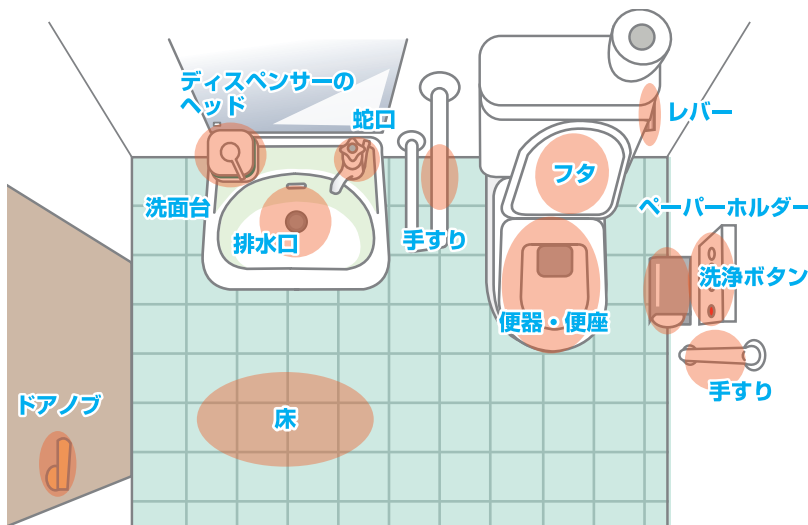 ディスペンサーの
ヘッド
蛇口
レバー
フタ
洗面台
ペーパーホルダー
排水口
手すり
洗浄ボタン
便器・便座
手すり
ドアノブ
床